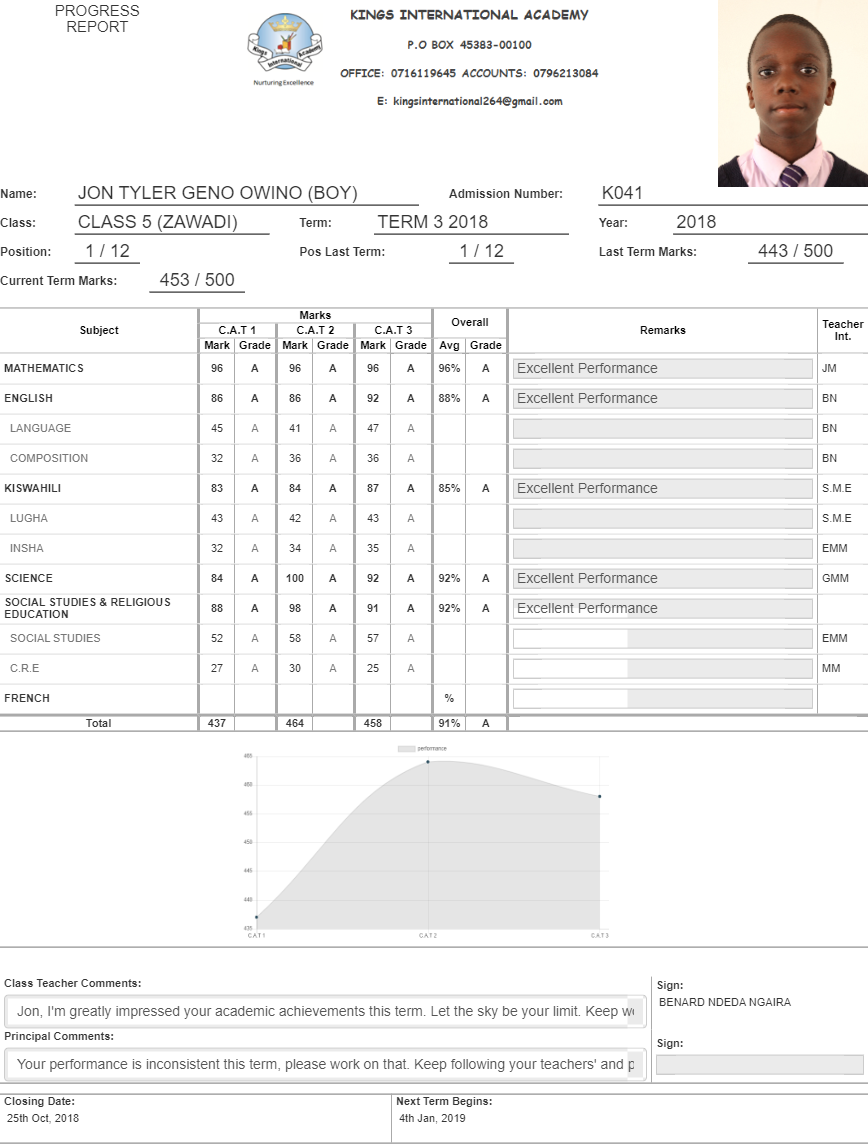 PROGRESS
REPORT
KINGS INTERNATIONAL ACADEMY
P.O BOX 45383-00100
OFFICE: 0716119645 ACCOUNTS: 0796213084
E: kingsinternational264@gmail.com
Kings Academy
International
Nurturing Excellence
Name: JON TYLER GENO OWINO (BOY) Admission Number: K041
Class: CLASS 5 (ZAWADI) Term: TERM 3 2018 Year: 2018
Position: 1 / 12 Pos Last Term: 1 / 12 Last Term Marks: 443 / 500
Current Term Marks: 453 / 500
Subject Marks Overall Remarks Teacher Int.
C.A.T 1 C.A.T 2 C.A.T 3
Mark Grade Mark Grade Mark Grade Avg Grade
MATHEMATICS 96 A 96 A 96 A 96% A Excellent Performance JM
ENGLISH 86 A 86 A 92 A 88% A Excellent Performance BN
LANGUAGE 45 A 41 A 47 A BN
COMPOSITION 32 A 36 A 36 A BN
KISWAHILI 83 A 84 A 87 A 85% A Excellent Performance S.M.E
LUGHA 43 A 42 A 43 A S.M.E
INSHA 32 A 34 A 35 A EMM
SCIENCE 84 A 100 A 92 A 92% A Excellent Performance GMM
SOCIAL STUDIES & RELIGIOUS
EDUCATION 88 A 98 A 91 A 92% A Excellent Performance
SOCIAL STUDIES 52 A 58 A 57 A EMM
C.R.E 27 A 30 A 25 A MM
FRENCH %
Total 437 464 458 91% A
performance
465
460
455
450
445
440
435
CAT1 CAT2 CAT3
Class Teacher Comments:
Jon, I'm greatly impressed your academic achievements this term. Let the sky be your limit. Keep
Sign:
BENARD NDEDA NGAIRA
Principal Comments:
Your performance is inconsistent this term, please work on that. Keep following your teachers' and
Sign:
Closing Date:
25th Oct, 2018
Next Term Begins:
4th Jan, 2019